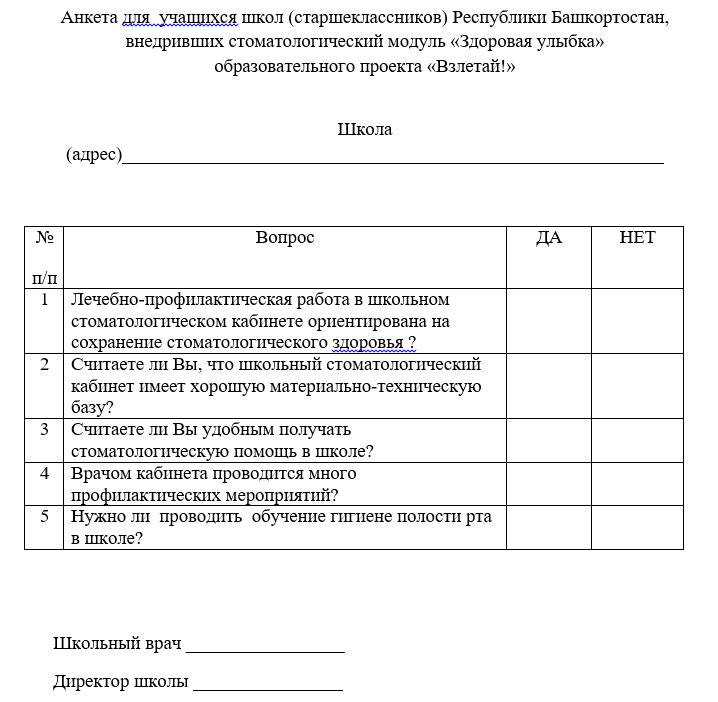 Анкета для  учащихся школ (старшеклассников) Республики Башкортостан,
внедривших стоматологический модуль «Здоровая улыбка»
образовательного проекта «Взлетай!»
Школа
(адрес)____________________________________________________________
№ п/п Вопрос ДА НЕТ
1 Лечебно-профилактическая работа в школьном
стоматологическом кабинете ориентирована на
сохранение стоматологического здоровья ?
2 Считаете ли Вы, что школьный стоматологический
кабинет имеет хорошую материально-техническую
базу?
3 Считаете ли Вы удобным получать
стоматологическую помощь в школе?
4 Врачом кабинета проводится много
профилактических мероприятий?
5 Нужно ли  проводить  обучение гигиене полости рта
в школе?
Школьный врач _________________
Директор школы ________________